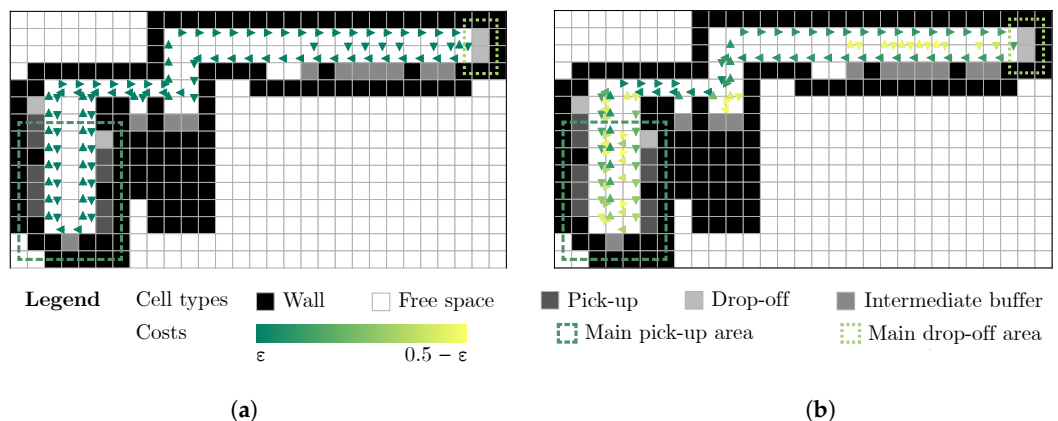 Legend Cell types Wall Free space Pick-up Drop-off Intermediate buffer
Costs Main pick-up area Main drop-off area
ε 0.5 − ε
(a) (b)